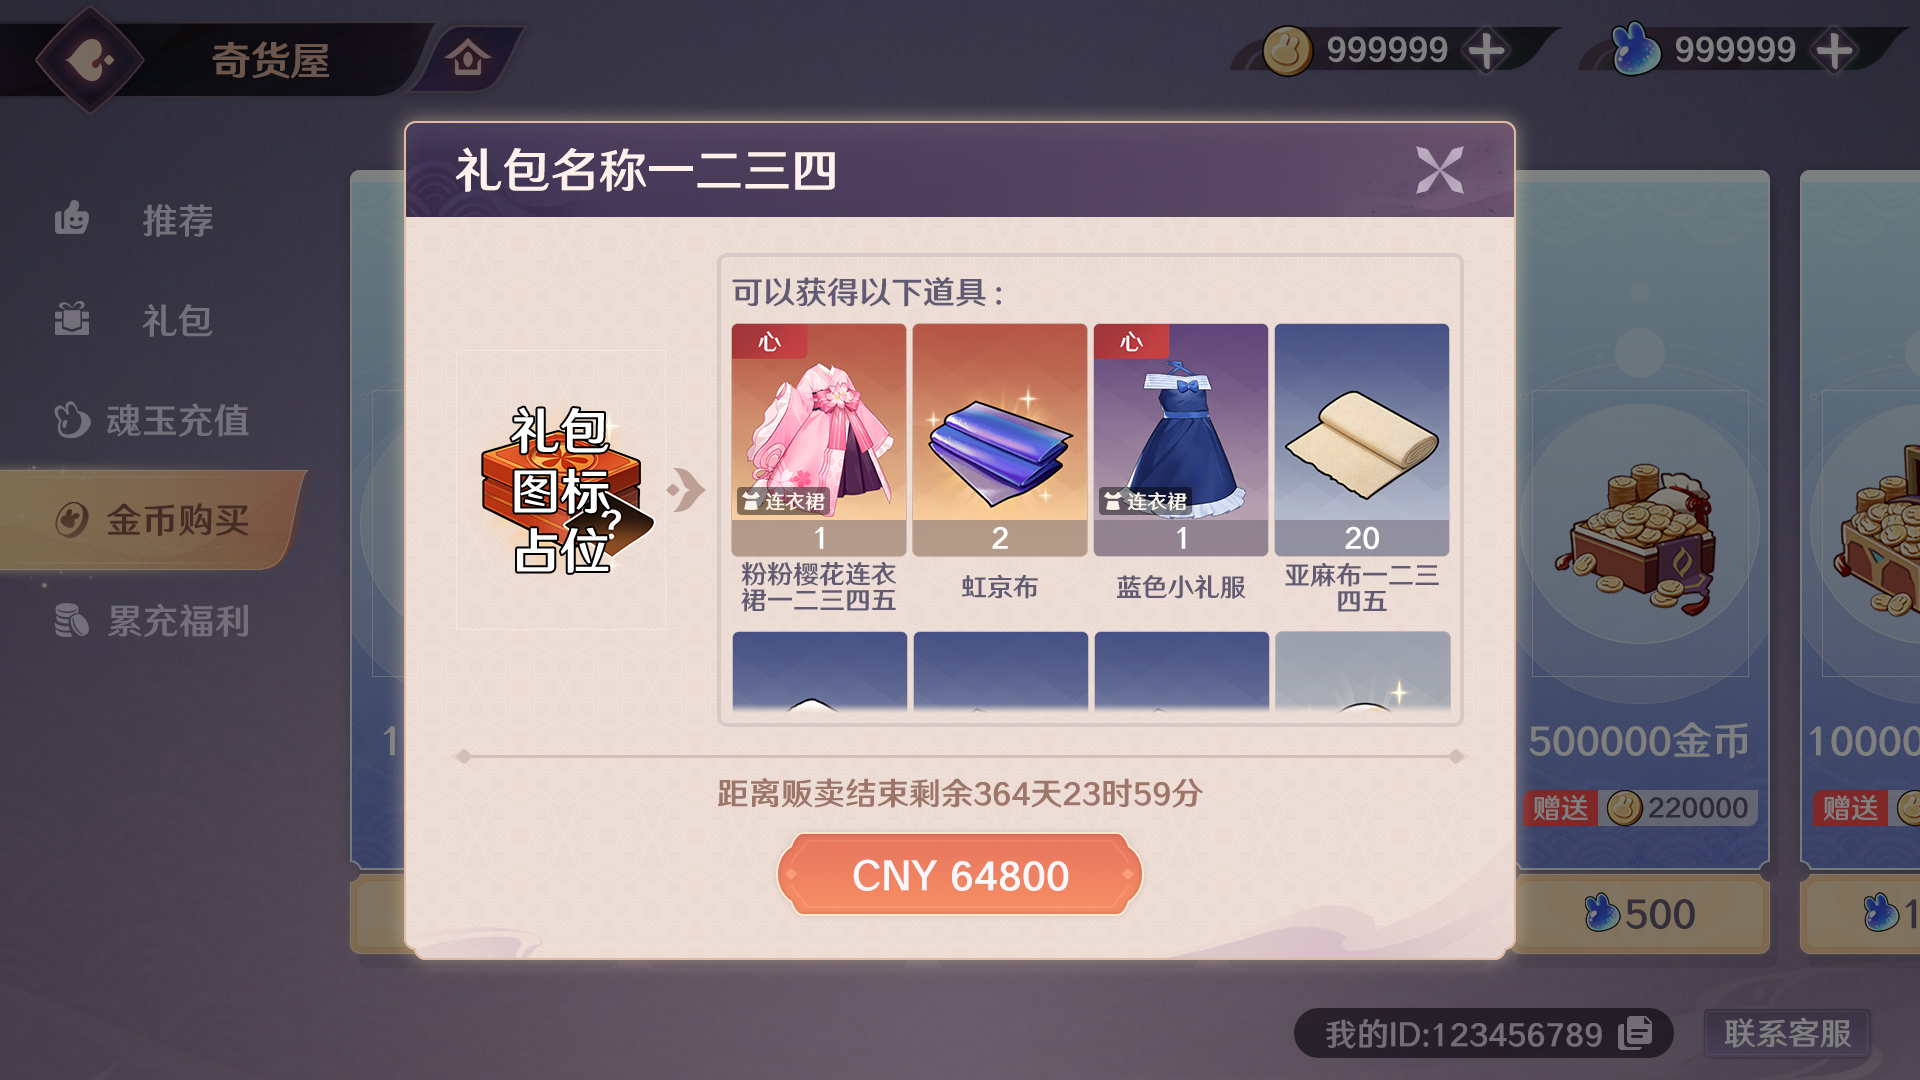 奇货屋
999999
999999
推荐
礼包
魂玉充值
金币购买
累充福利
礼包名称一二三四
礼包
图标
占位
?
可以获得以下道具：
心
连衣裙
1
2
心
连衣裙
1
20
粉粉樱花连衣
裙一二三四五
虹京布
蓝色小礼服
亚麻布一二三
四五
距离贩卖结束剩余364天23时59分
CNY 64800
1
500000金币
10000
赠送
220000
赠送
500
1
我的ID:123456789
联系客服